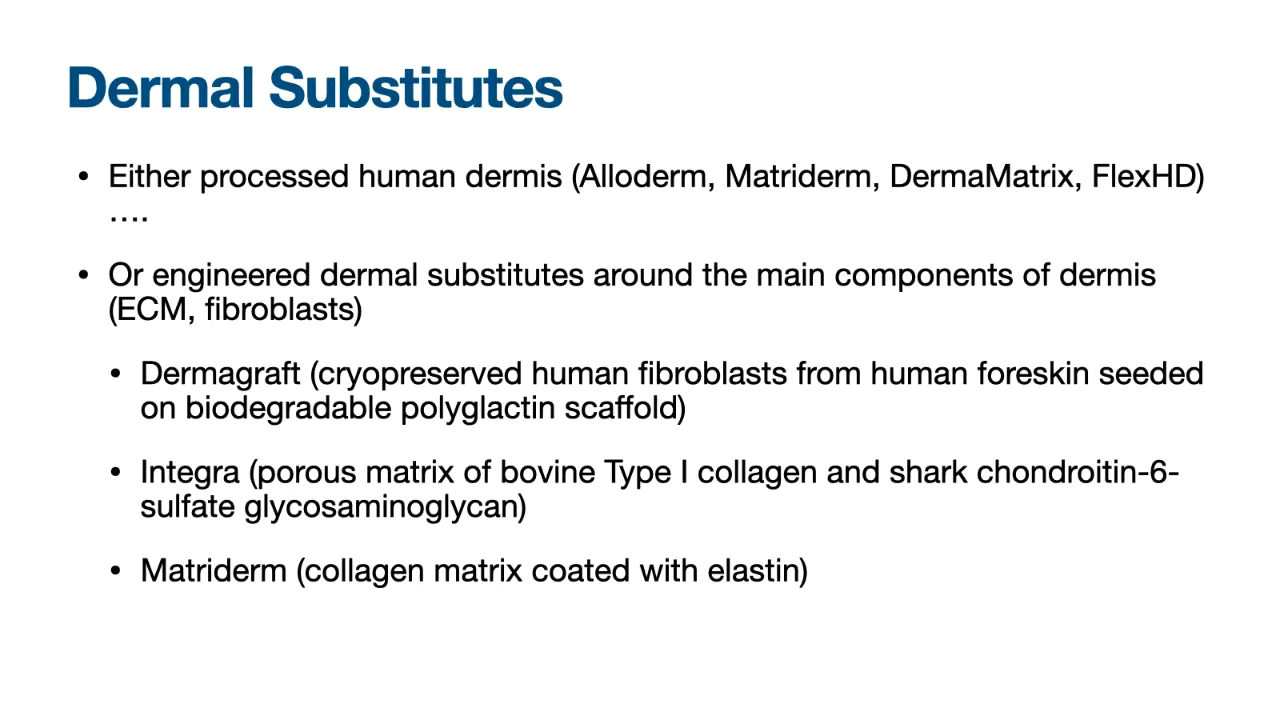 Dermal Substitutes
• Either processed human dermis (Alloderm, Matriderm, DermaMatrix, FlexHD)
….
• Or engineered dermal substitutes around the main components of dermis
(ECM, fibroblasts)
• Dermagraft (cryopreserved human fibroblasts from human foreskin seeded
on biodegradable polyglactin scaffold)
• Integra (porous matrix of bovine Type I collagen and shark chondroitin-6-
sulfate glycosaminoglycan)
• Matriderm (collagen matrix coated with elastin)